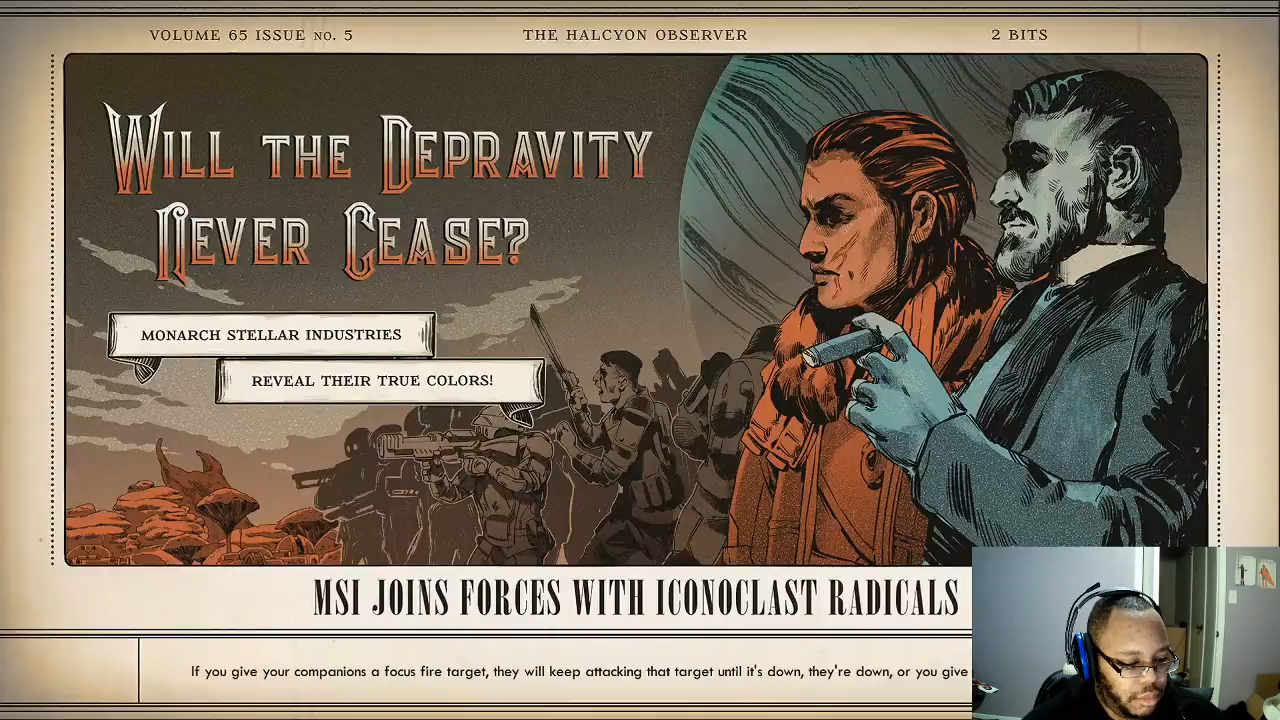 VOLUME 65 ISSUE NO. 5
THE HALCYON OBSERVER
2 BITS
WILL THE DEPRAVITY
NEVER CEASE?
MONARCH STELLAR INDUSTRIES
REVEAL THEIR TRUE COLORS!
MSI JOINS FORCES WITH ICONOCLAST RADICALS
If you give your companions a focus fire target, they will keep attacking that target until it's down, they're down, or you give